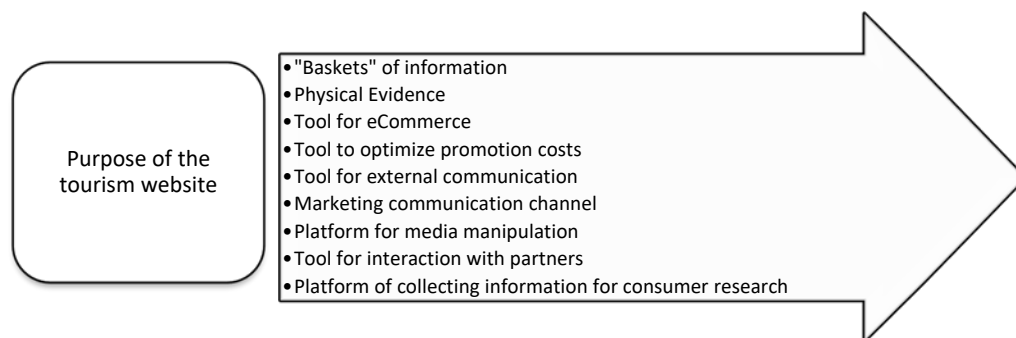 Purpose of the
tourism website
•"Baskets" of information
•Physical Evidence
•Tool for eCommerce
•Tool to optimize promotion costs
•Tool for external communication
•Marketing communication channel
•Platform for media manipulation
•Tool for interaction with partners
•Platform of collecting information for consumer research